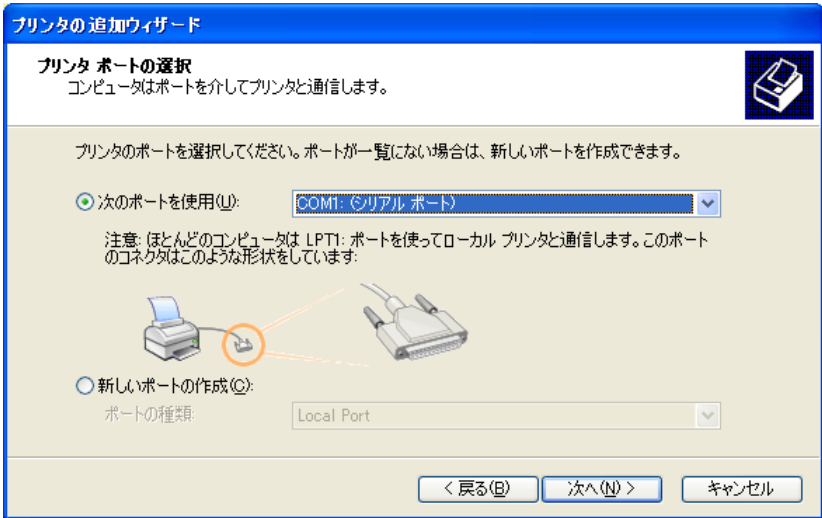 プリンタの追加ウィザード
プリンタ ポートの選択
コンピュータはポートを介してプリンタと通信します。
プリンタのポートを選択してください。ポートが一覧にない場合は、新しいポートを作成できます。
次のポートを使用(U): COM1: (シリアル ポート)
注意: ほとんどのコンピュータは LPT1: ポートを使ってローカル プリンタと通信します。このポート
のコネクタはこのような形状をしています:
新しいポートの作成(C):
ポートの種類: Local Port
< 戻る(B) 次へ(N) > キャンセル